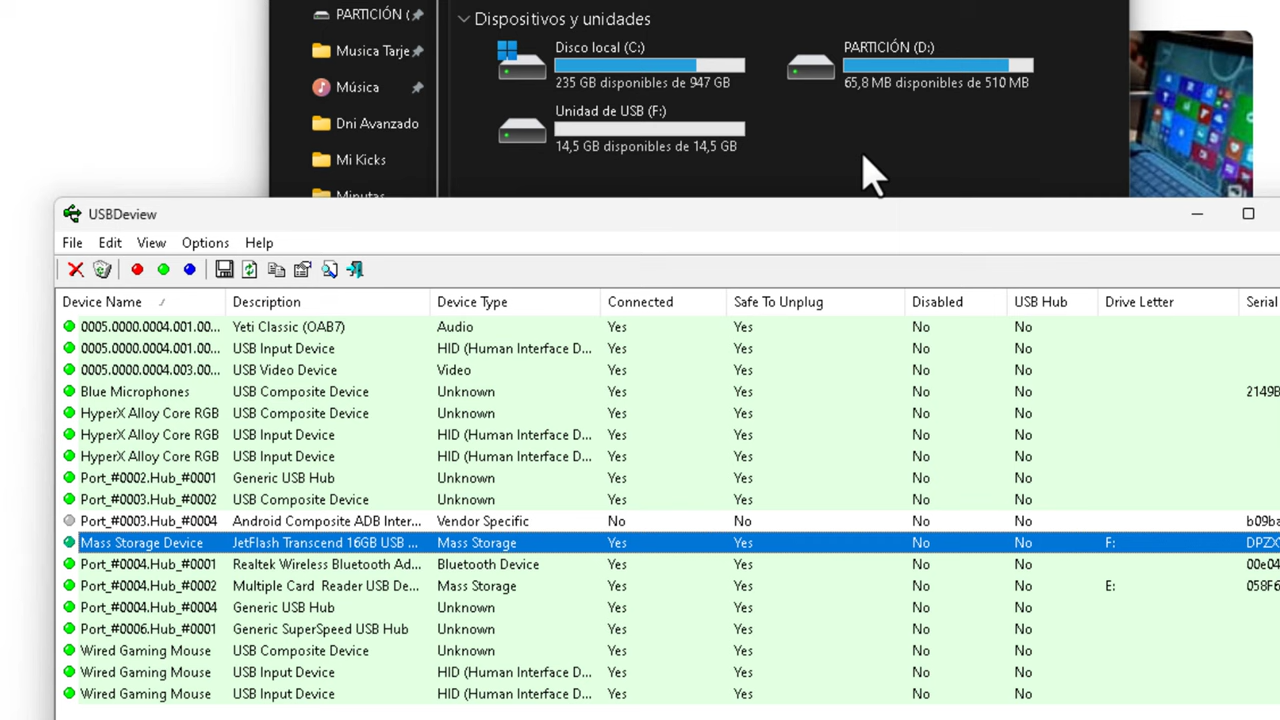 PARTICIÓN (
Musica Tarje
Música
Dni Avanzado
Mi Kicks
Minutas
Dispositivos y unidades
Disco local (C:)
235 GB disponibles de 947 GB
PARTICIÓN (D:)
65,8 MB disponibles de 510 MB
Unidad de USB (F:)
14,5 GB disponibles de 14,5 GB
USBDeview
File Edit View Options Help
Device Name Description Device Type Connected Safe To Unplug Disabled USB Hub Drive Letter Serial
0005.0000.0004.001.00... Yeti Classic (OAB7) Audio Yes Yes No No
0005.0000.0004.001.00... USB Input Device HID (Human Interface D... Yes Yes No No
0005.0000.0004.003.00... USB Video Device Video Yes Yes No No
Blue Microphones USB Composite Device Unknown Yes Yes No No 2149B
HyperX Alloy Core RGB USB Composite Device Unknown Yes Yes No No
HyperX Alloy Core RGB USB Input Device HID (Human Interface D... Yes Yes No No
HyperX Alloy Core RGB USB Input Device HID (Human Interface D... Yes Yes No No
Port_#0002.Hub_#0001 Generic USB Hub Unknown Yes Yes No No
Port_#0003.Hub_#0002 USB Composite Device Unknown Yes Yes No No
Port_#0003.Hub_#0004 Android Composite ADB Inter... Vendor Specific No No No No b09ba
Mass Storage Device JetFlash Transcend 16GB USB ... Mass Storage Yes Yes No No F: DPZX
Port_#0004.Hub_#0001 Realtek Wireless Bluetooth Ad... Bluetooth Device Yes Yes No No 00e04
Port_#0004.Hub_#0002 Multiple Card Reader USB De... Mass Storage Yes Yes No No E: 058F6
Port_#0004.Hub_#0004 Generic USB Hub Unknown Yes Yes No No
Port_#0006.Hub_#0001 Generic SuperSpeed USB Hub Unknown Yes Yes No No
Wired Gaming Mouse USB Composite Device Unknown Yes Yes No No
Wired Gaming Mouse USB Input Device HID (Human Interface D... Yes Yes No No
Wired Gaming Mouse USB Input Device HID (Human Interface D... Yes Yes No No